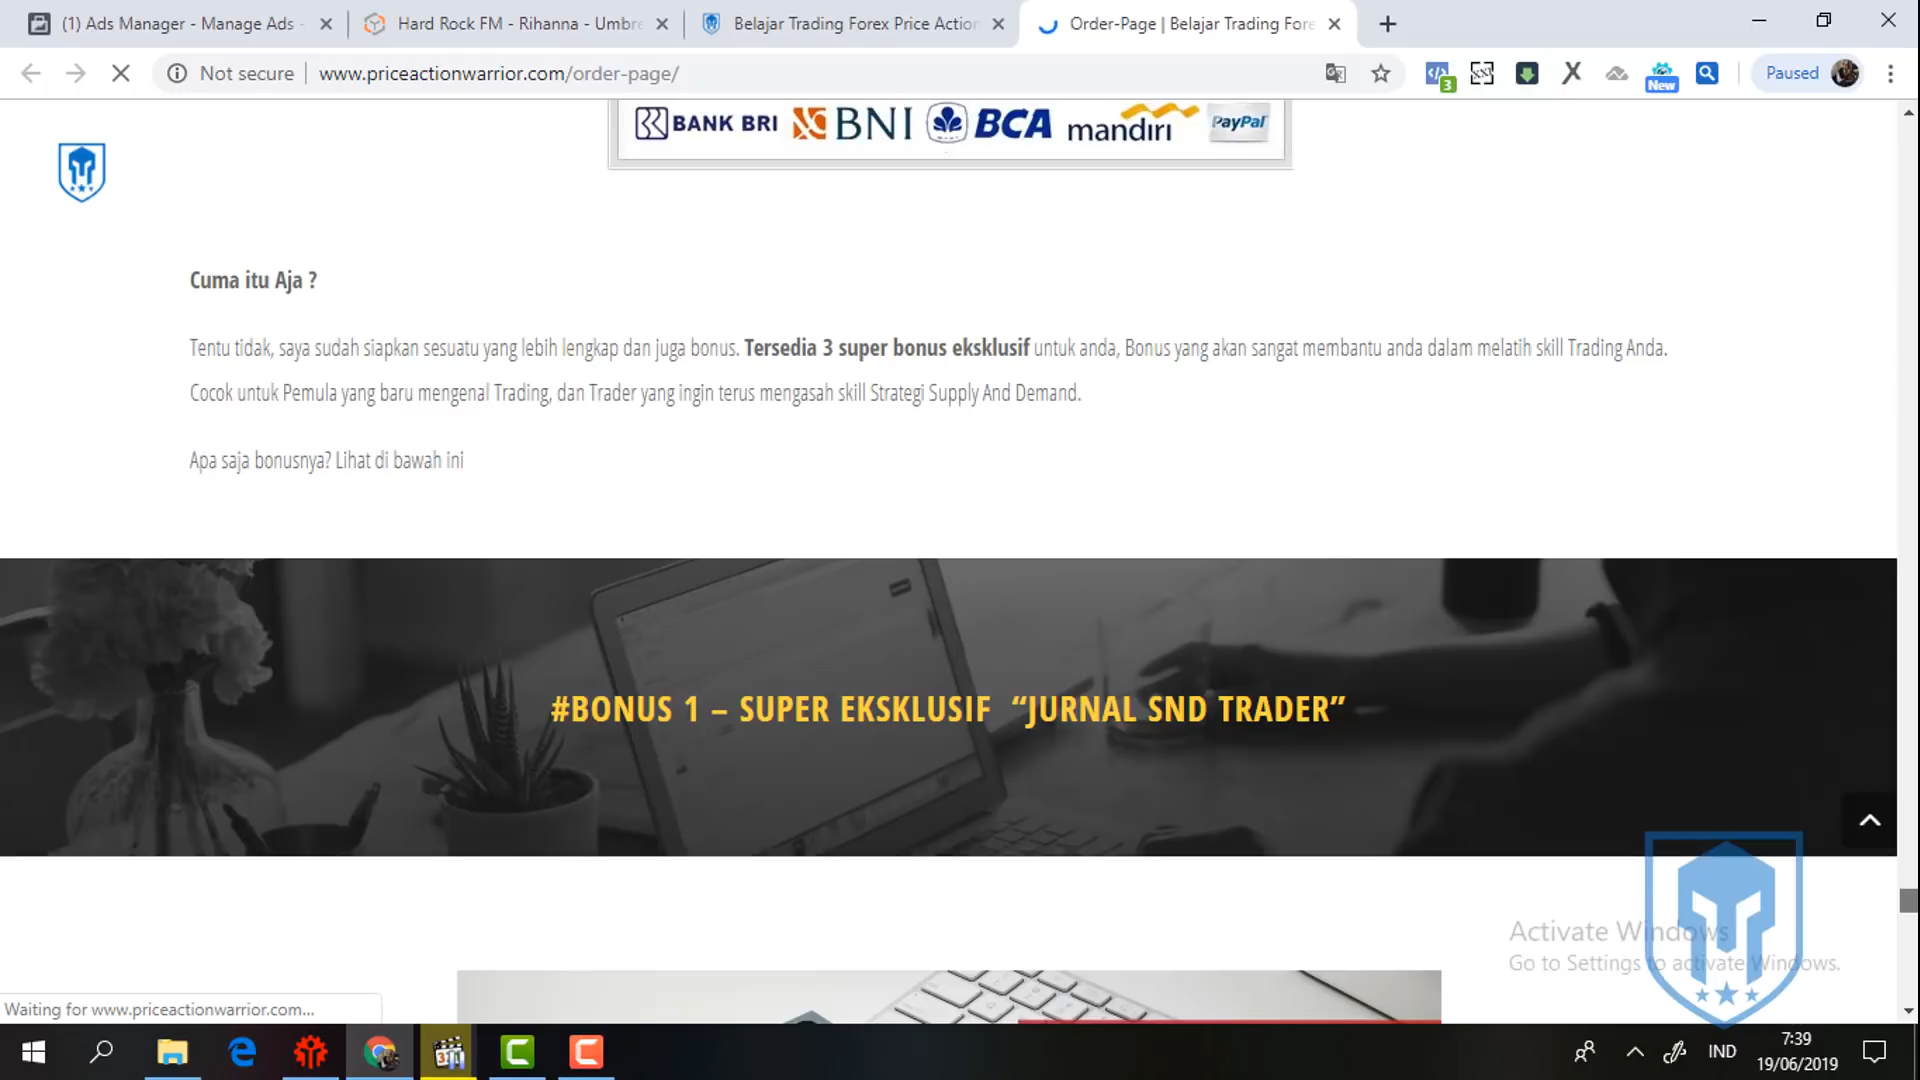 (1) Ads Manager - Manage Ads -
Hard Rock FM - Rihanna - Umbre
Belajar Trading Forex Price Action
Order-Page | Belajar Trading Fore
Not secure
www.priceactionwarrior.com/order-page/
3
New
Paused
BANK BRI
BNI
BCA
mandiri
PayPal
Cuma itu Aja ?
Tentu tidak, saya sudah siapkan sesuatu yang lebih lengkap dan juga bonus. Tersedia 3 super bonus eksklusif untuk anda, Bonus yang akan sangat membantu anda dalam melatih skill Trading Anda.
Cocok untuk Pemula yang baru mengenal Trading, dan Trader yang ingin terus mengasah skill Strategi Supply And Demand.
Apa saja bonusnya? Lihat di bawah ini
#BONUS 1 – SUPER EKSKLUSIF “JURNAL SND TRADER”
Activate Windows
Go to Settings to activate Windows.
Waiting for www.priceactionwarrior.com...
IND
7:39
19/06/2019